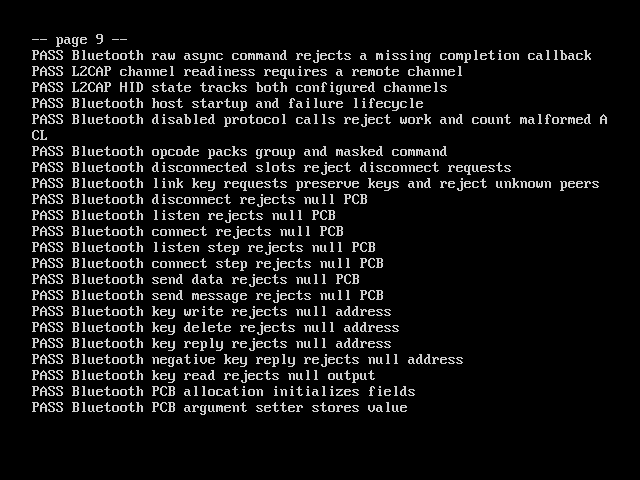 -- page 9 --
PASS Bluetooth raw async command rejects a missing completion callback
PASS L2CAP channel readiness requires a remote channel
PASS L2CAP HID state tracks both configured channels
PASS Bluetooth host startup and failure lifecycle
PASS Bluetooth disabled protocol calls reject work and count malformed A
CL
PASS Bluetooth opcode packs group and masked command
PASS Bluetooth disconnected slots reject disconnect requests
PASS Bluetooth link key requests preserve keys and reject unknown peers
PASS Bluetooth disconnect rejects null PCB
PASS Bluetooth listen rejects null PCB
PASS Bluetooth connect rejects null PCB
PASS Bluetooth listen step rejects null PCB
PASS Bluetooth connect step rejects null PCB
PASS Bluetooth send data rejects null PCB
PASS Bluetooth send message rejects null PCB
PASS Bluetooth key write rejects null address
PASS Bluetooth key delete rejects null address
PASS Bluetooth key reply rejects null address
PASS Bluetooth negative key reply rejects null address
PASS Bluetooth key read rejects null output
PASS Bluetooth PCB allocation initializes fields
PASS Bluetooth PCB argument setter stores value